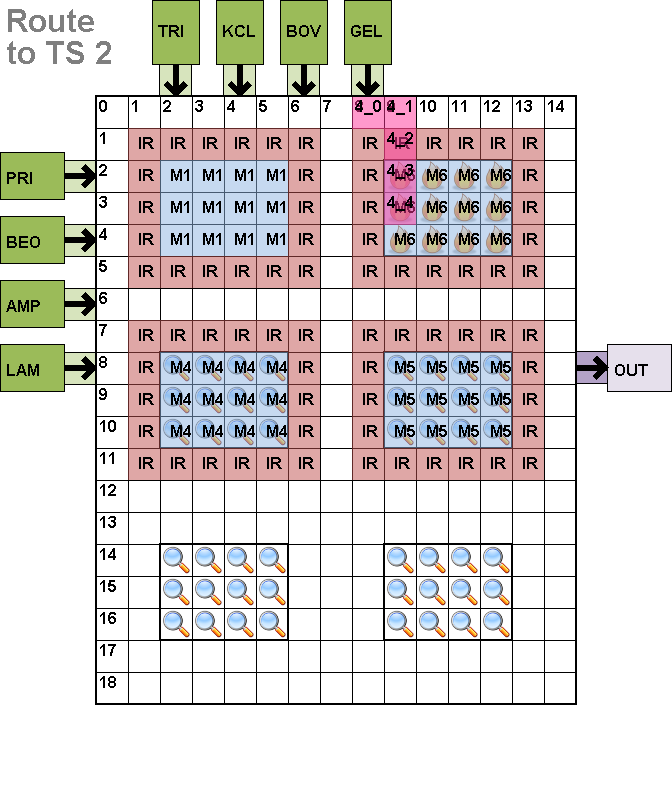 Route
to TS 2
TRI KCL BOV GEL
0 1 2 3 4 5 6 7 4_0 4_1 10 11 12 13 14
1 IR IR IR IR IR IR IR 4_2 IR IR IR IR
PRI 2 IR M1 M1 M1 M1 IR IR 4_3 M6 M6 M6 IR
3 IR M1 M1 M1 M1 IR IR 4_4 M6 M6 M6 IR
BEO 4 IR M1 M1 M1 M1 IR IR M6 M6 M6 M6 IR
5 IR IR IR IR IR IR IR IR IR IR IR IR
AMP 6
7 IR IR IR IR IR IR IR IR IR IR IR IR
LAM 8 IR M4 M4 M4 M4 IR IR M5 M5 M5 M5 IR OUT
9 IR M4 M4 M4 M4 IR IR M5 M5 M5 M5 IR
10 IR M4 M4 M4 M4 IR IR M5 M5 M5 M5 IR
11 IR IR IR IR IR IR IR IR IR IR IR IR
12
13
14
15
16
17
18